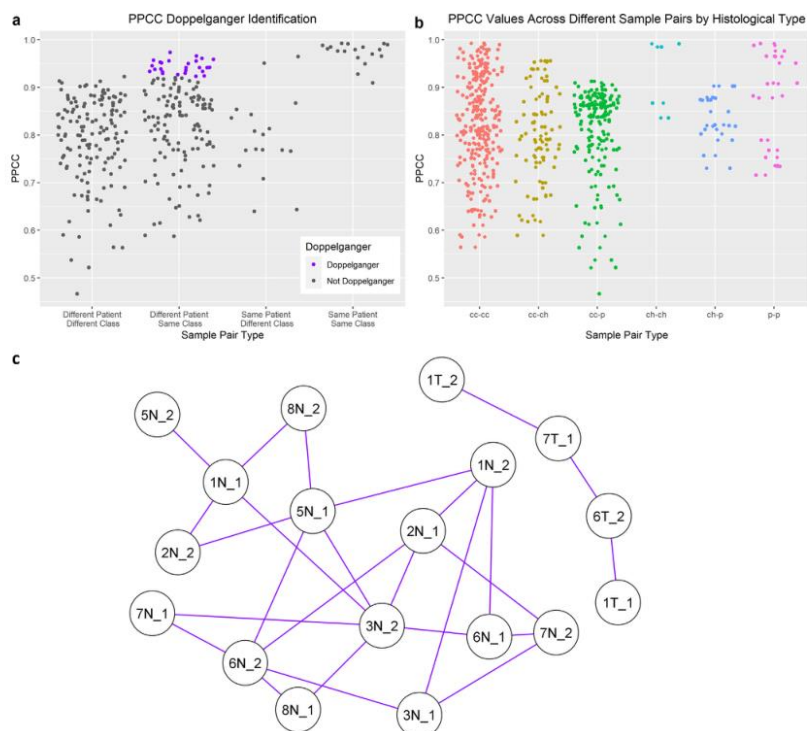 a
PPCC Doppelganger Identification
1.0
0.9
0.8
0.7
0.6
0.5
PPCC
Doppelganger
Doppelganger
Not Doppelganger
Different Patient
Different Class
Different Patient
Same Class
Same Patient
Different Class
Same Patient
Same Class
Sample Pair Type
b
PPCC Values Across Different Sample Pairs by Histological Type
1.0
0.9
0.8
0.7
0.6
0.5
PPCC
cc-cc
cc-ch
cc-p
ch-ch
ch-p
p-p
Sample Pair Type
c
1T_2
5N_2
8N_2
7T_1
1N_2
1N_1
5N_1
6T_2
2N_1
2N_2
1T_1
7N_1
3N_2
6N_1
7N_2
6N_2
8N_1
3N_1